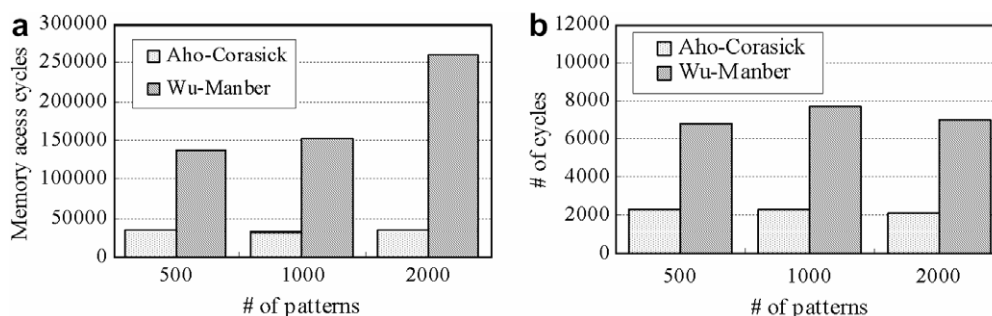 a
300000
250000
200000
150000
100000
50000
0
Memory access cycles
Aho-Corasick
Wu-Manber
500
1000
2000
# of patterns
b
12000
10000
8000
6000
4000
2000
0
# of cycles
Aho-Corasick
Wu-Manber
500
1000
2000
# of patterns